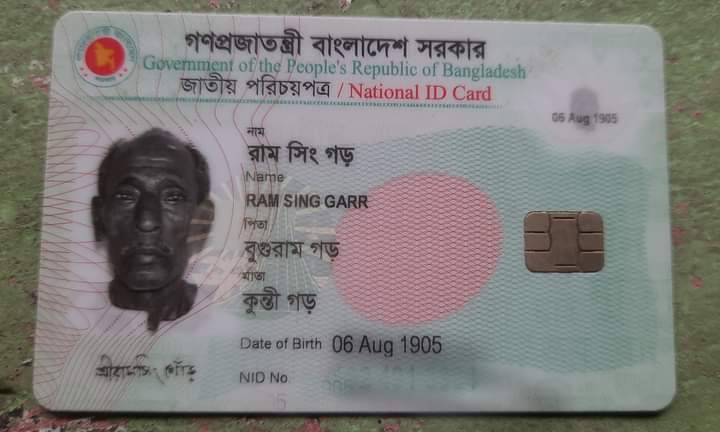 গণপ্রজাতন্ত্রী বাংলাদেশ সরকার
Government of the People's Republic of Bangladesh
জাতীয় পরিচয়পত্র / National ID Card
06 Aug 1905
নাম
রাম সিং গড়
Name
RAM SING GARR
পিতা
বুগুরাম গড়
মাতা
কুন্তী গড়
Date of Birth 06 Aug 1905
NID No.